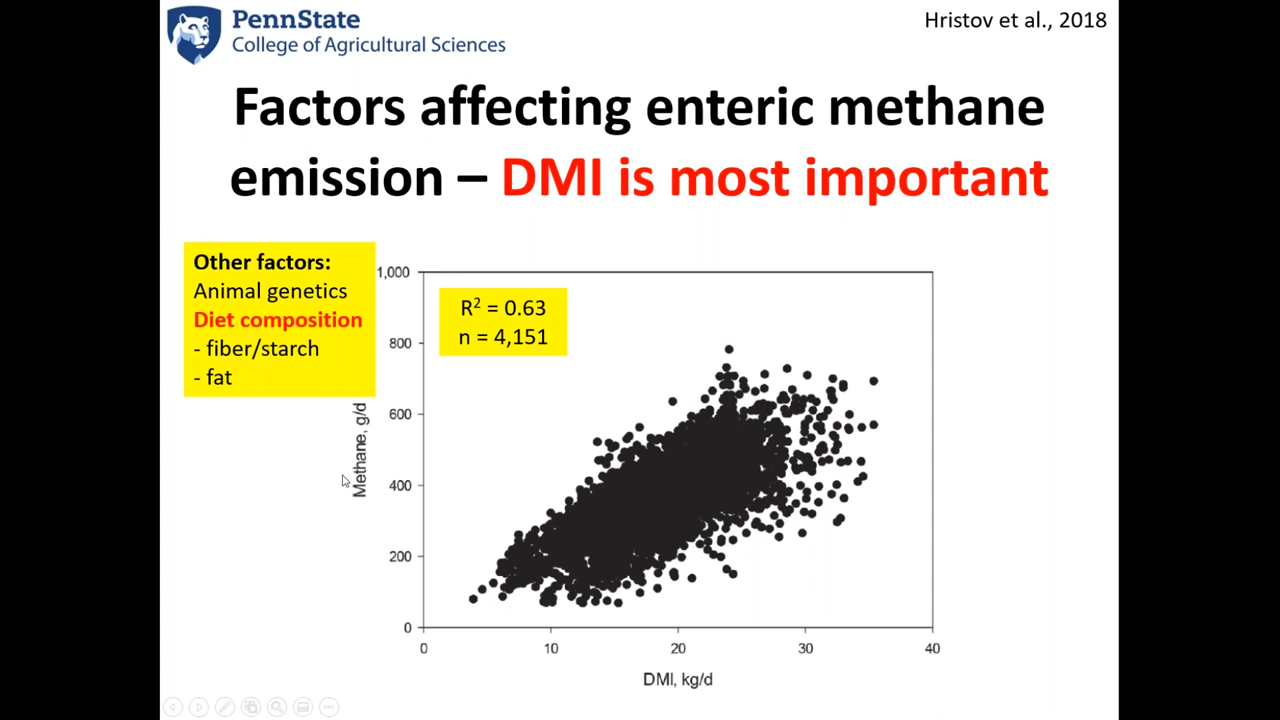 PennState
College of Agricultural Sciences
Hristov et al., 2018
Factors affecting enteric methane
emission – DMI is most important
Other factors:
Animal genetics
Diet composition
- fiber/starch
- fat
R² = 0.63
n = 4,151
1,000
800
600
400
200
0
Methane, g/d
0 10 20 30 40
DMI, kg/d